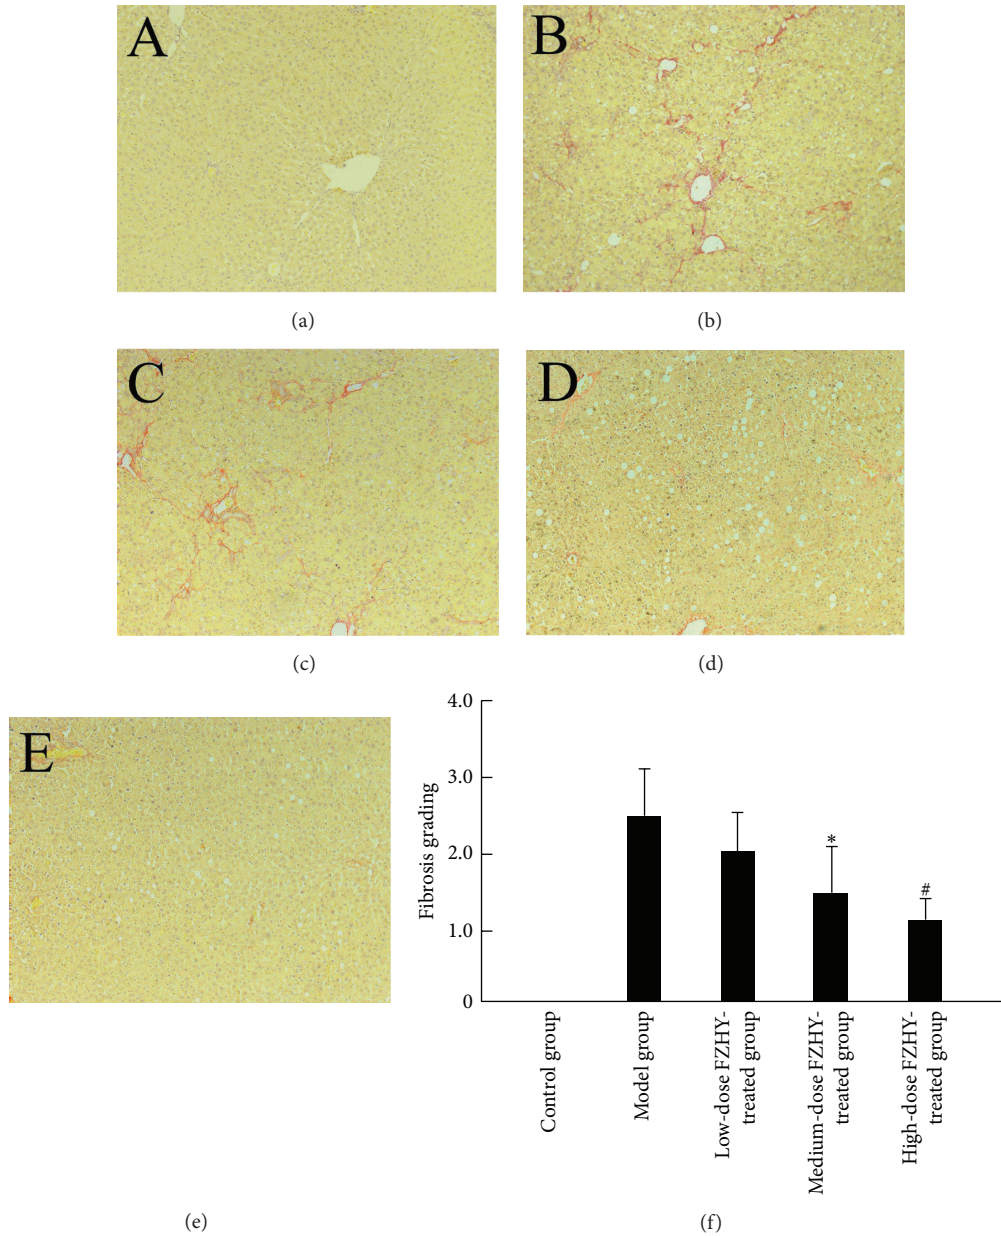 A
B
(a)
(b)
C
D
(c)
(d)
E
(e)
4.0
3.0
2.0
1.0
0
Fibrosis grading
*
#
Control group
Model group
Low-dose FZHY-
treated group
Medium-dose FZHY-
treated group
High-dose FZHY-
treated group
(f)